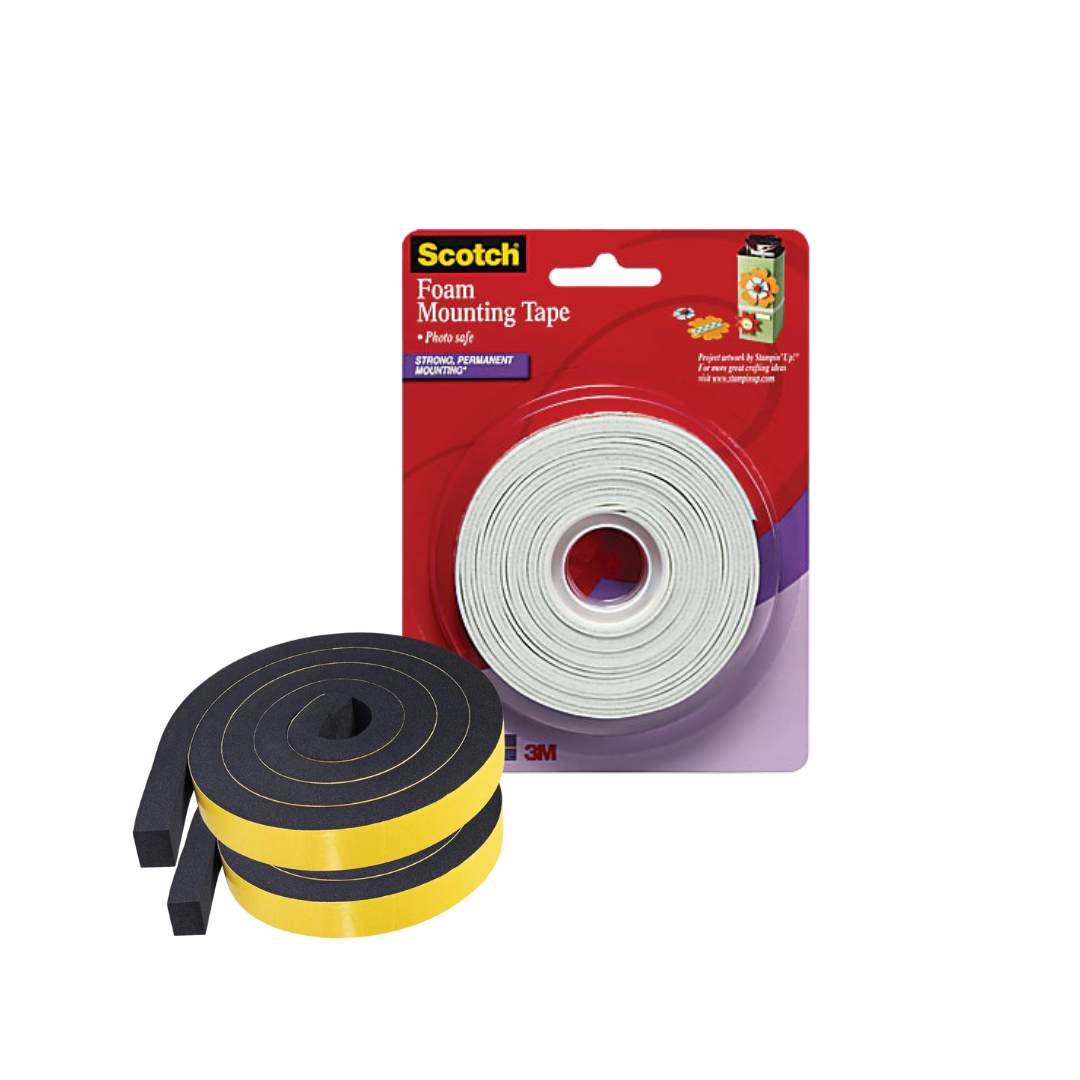 Scotch®
Foam
Mounting Tape
• Photo safe
STRONG, PERMANENT
MOUNTING*
Project artwork by Stampin' Up!®
For more great crafting ideas
visit www.stampinup.com
3M